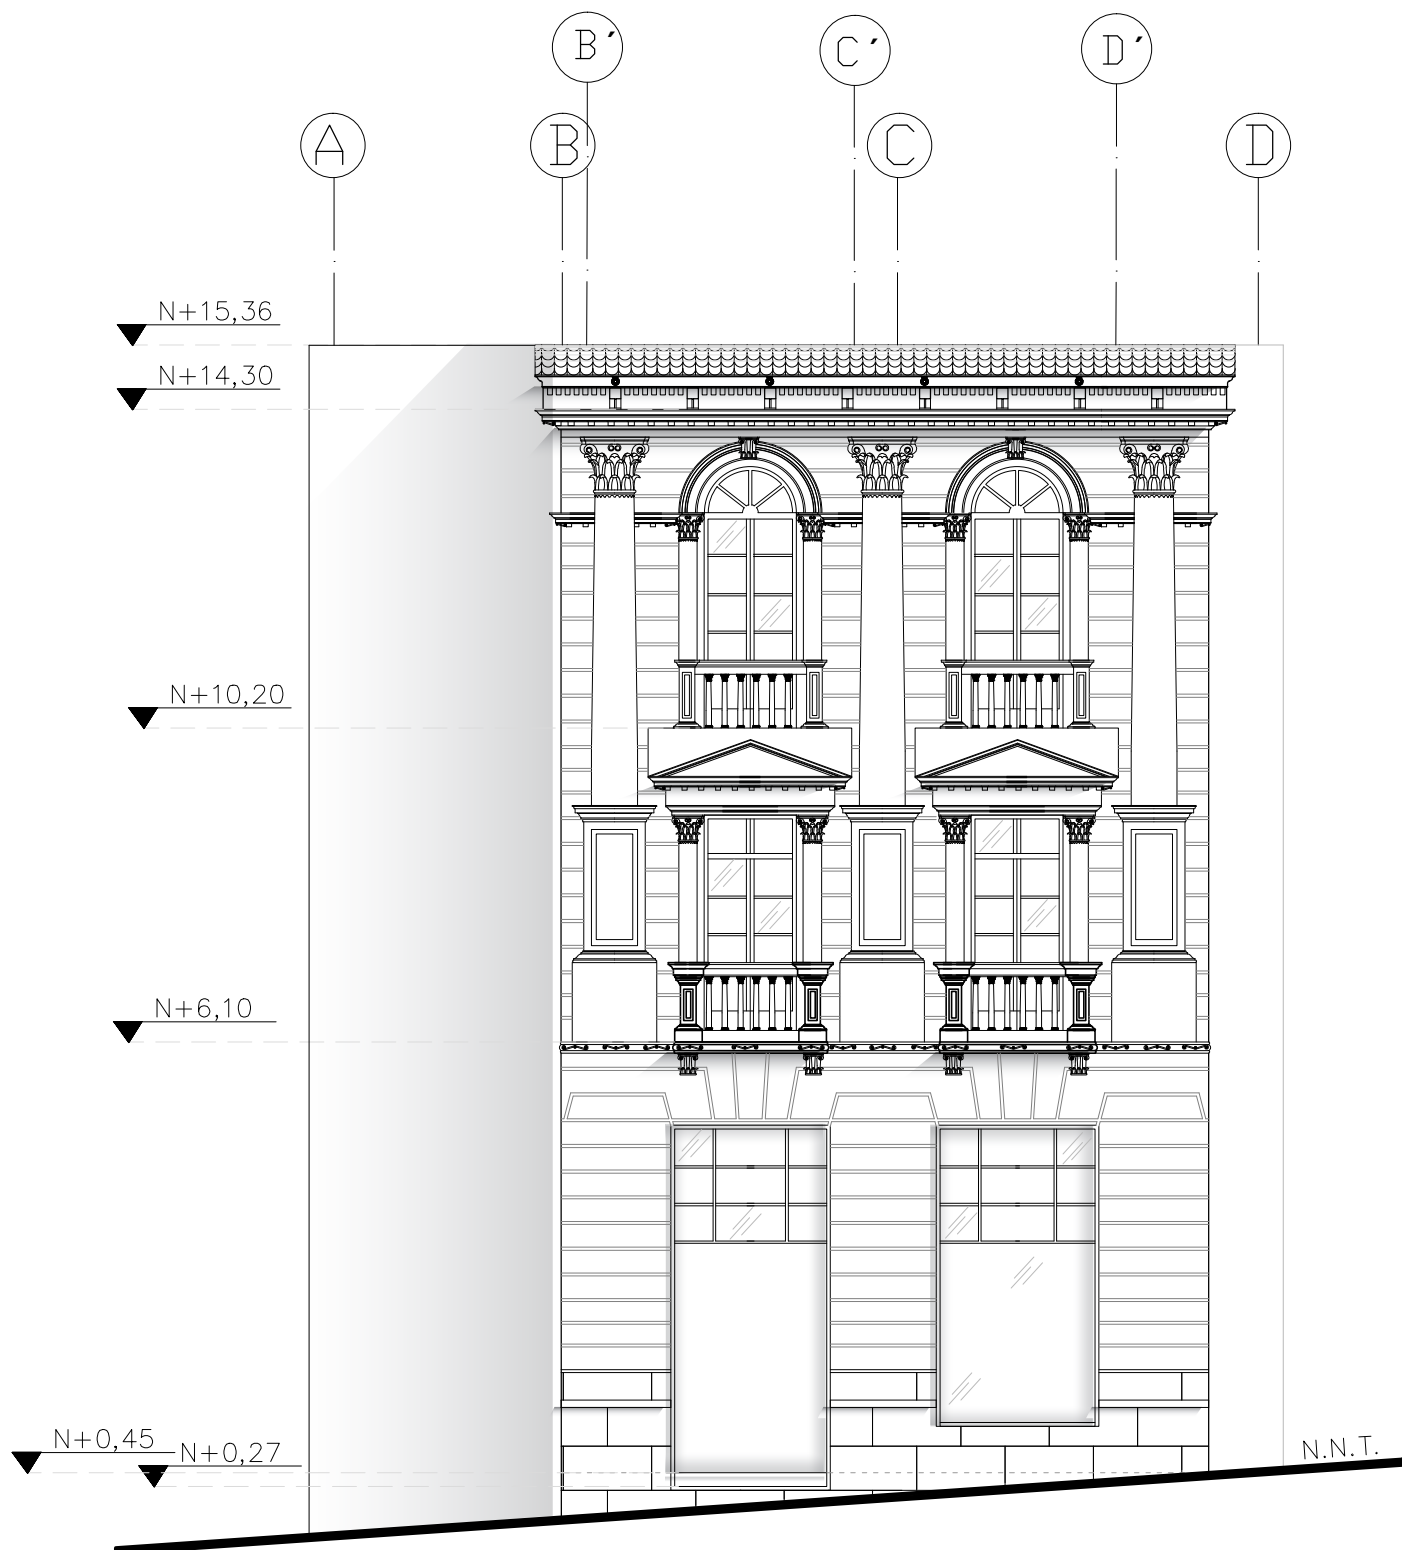 B´ C´ D´
A B C D
N+15,36
N+14,30
N+10,20
N+6,10
N+0,45
N+0,27
N.N.T.